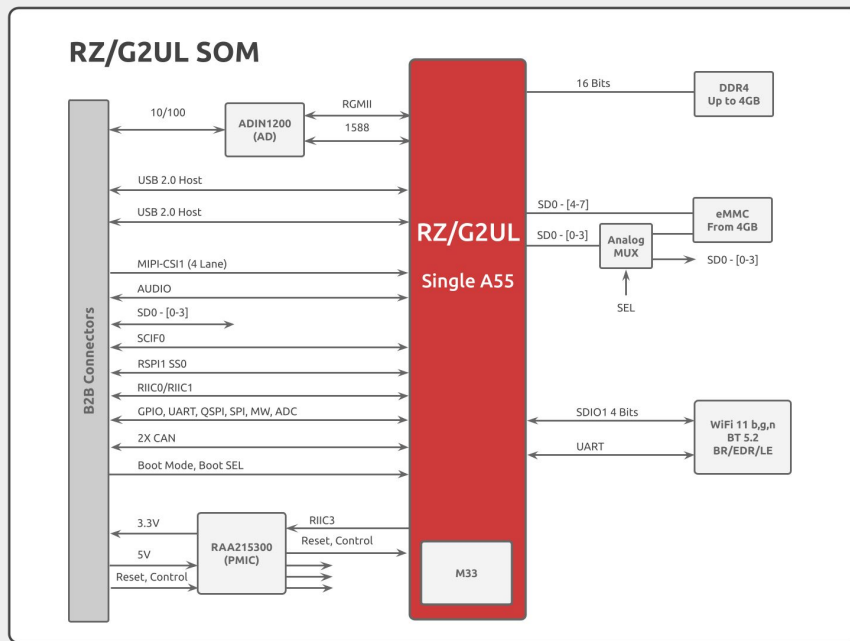 RZ/G2UL SOM
B2B Connectors
10/100
ADIN1200
(AD)
RGMII
1588
USB 2.0 Host
USB 2.0 Host
MIPI-CSI1 (4 Lane)
AUDIO
SD0 - [0-3]
SCIF0
RSPI1 SS0
RIIC0/RIIC1
GPIO, UART, QSPI, SPI, MW, ADC
2X CAN
Boot Mode, Boot SEL
3.3V
5V
Reset, Control
RAA215300
(PMIC)
RIIC3
Reset, Control
RZ/G2UL
Single A55
M33
16 Bits
DDR4
Up to 4GB
SD0 - [4-7]
SD0 - [0-3]
Analog
MUX
eMMC
From 4GB
SD0 - [0-3]
SEL
SDIO1 4 Bits
UART
WiFi 11 b,g,n
BT 5.2
BR/EDR/LE